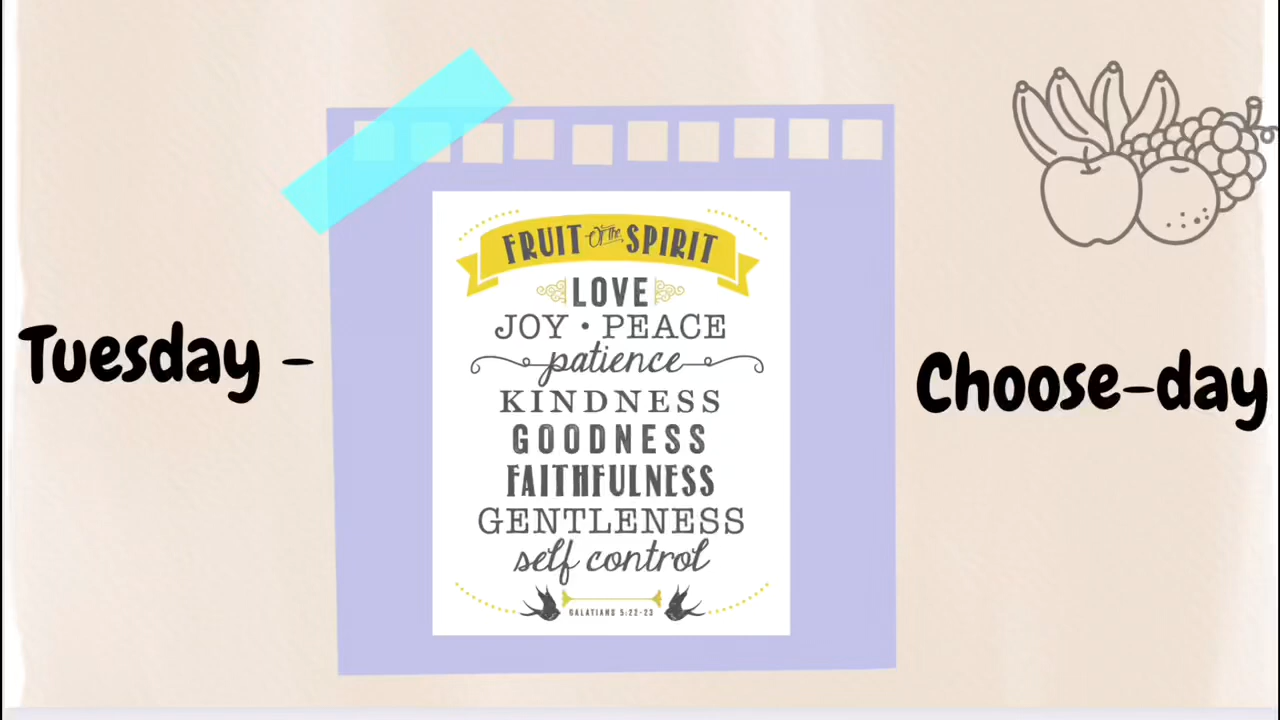 Tuesday -
FRUIT of the SPIRIT
LOVE
JOY • PEACE
patience
KINDNESS
GOODNESS
FAITHFULNESS
GENTLENESS
self control
GALATIANS 5:22-23
Choose-day